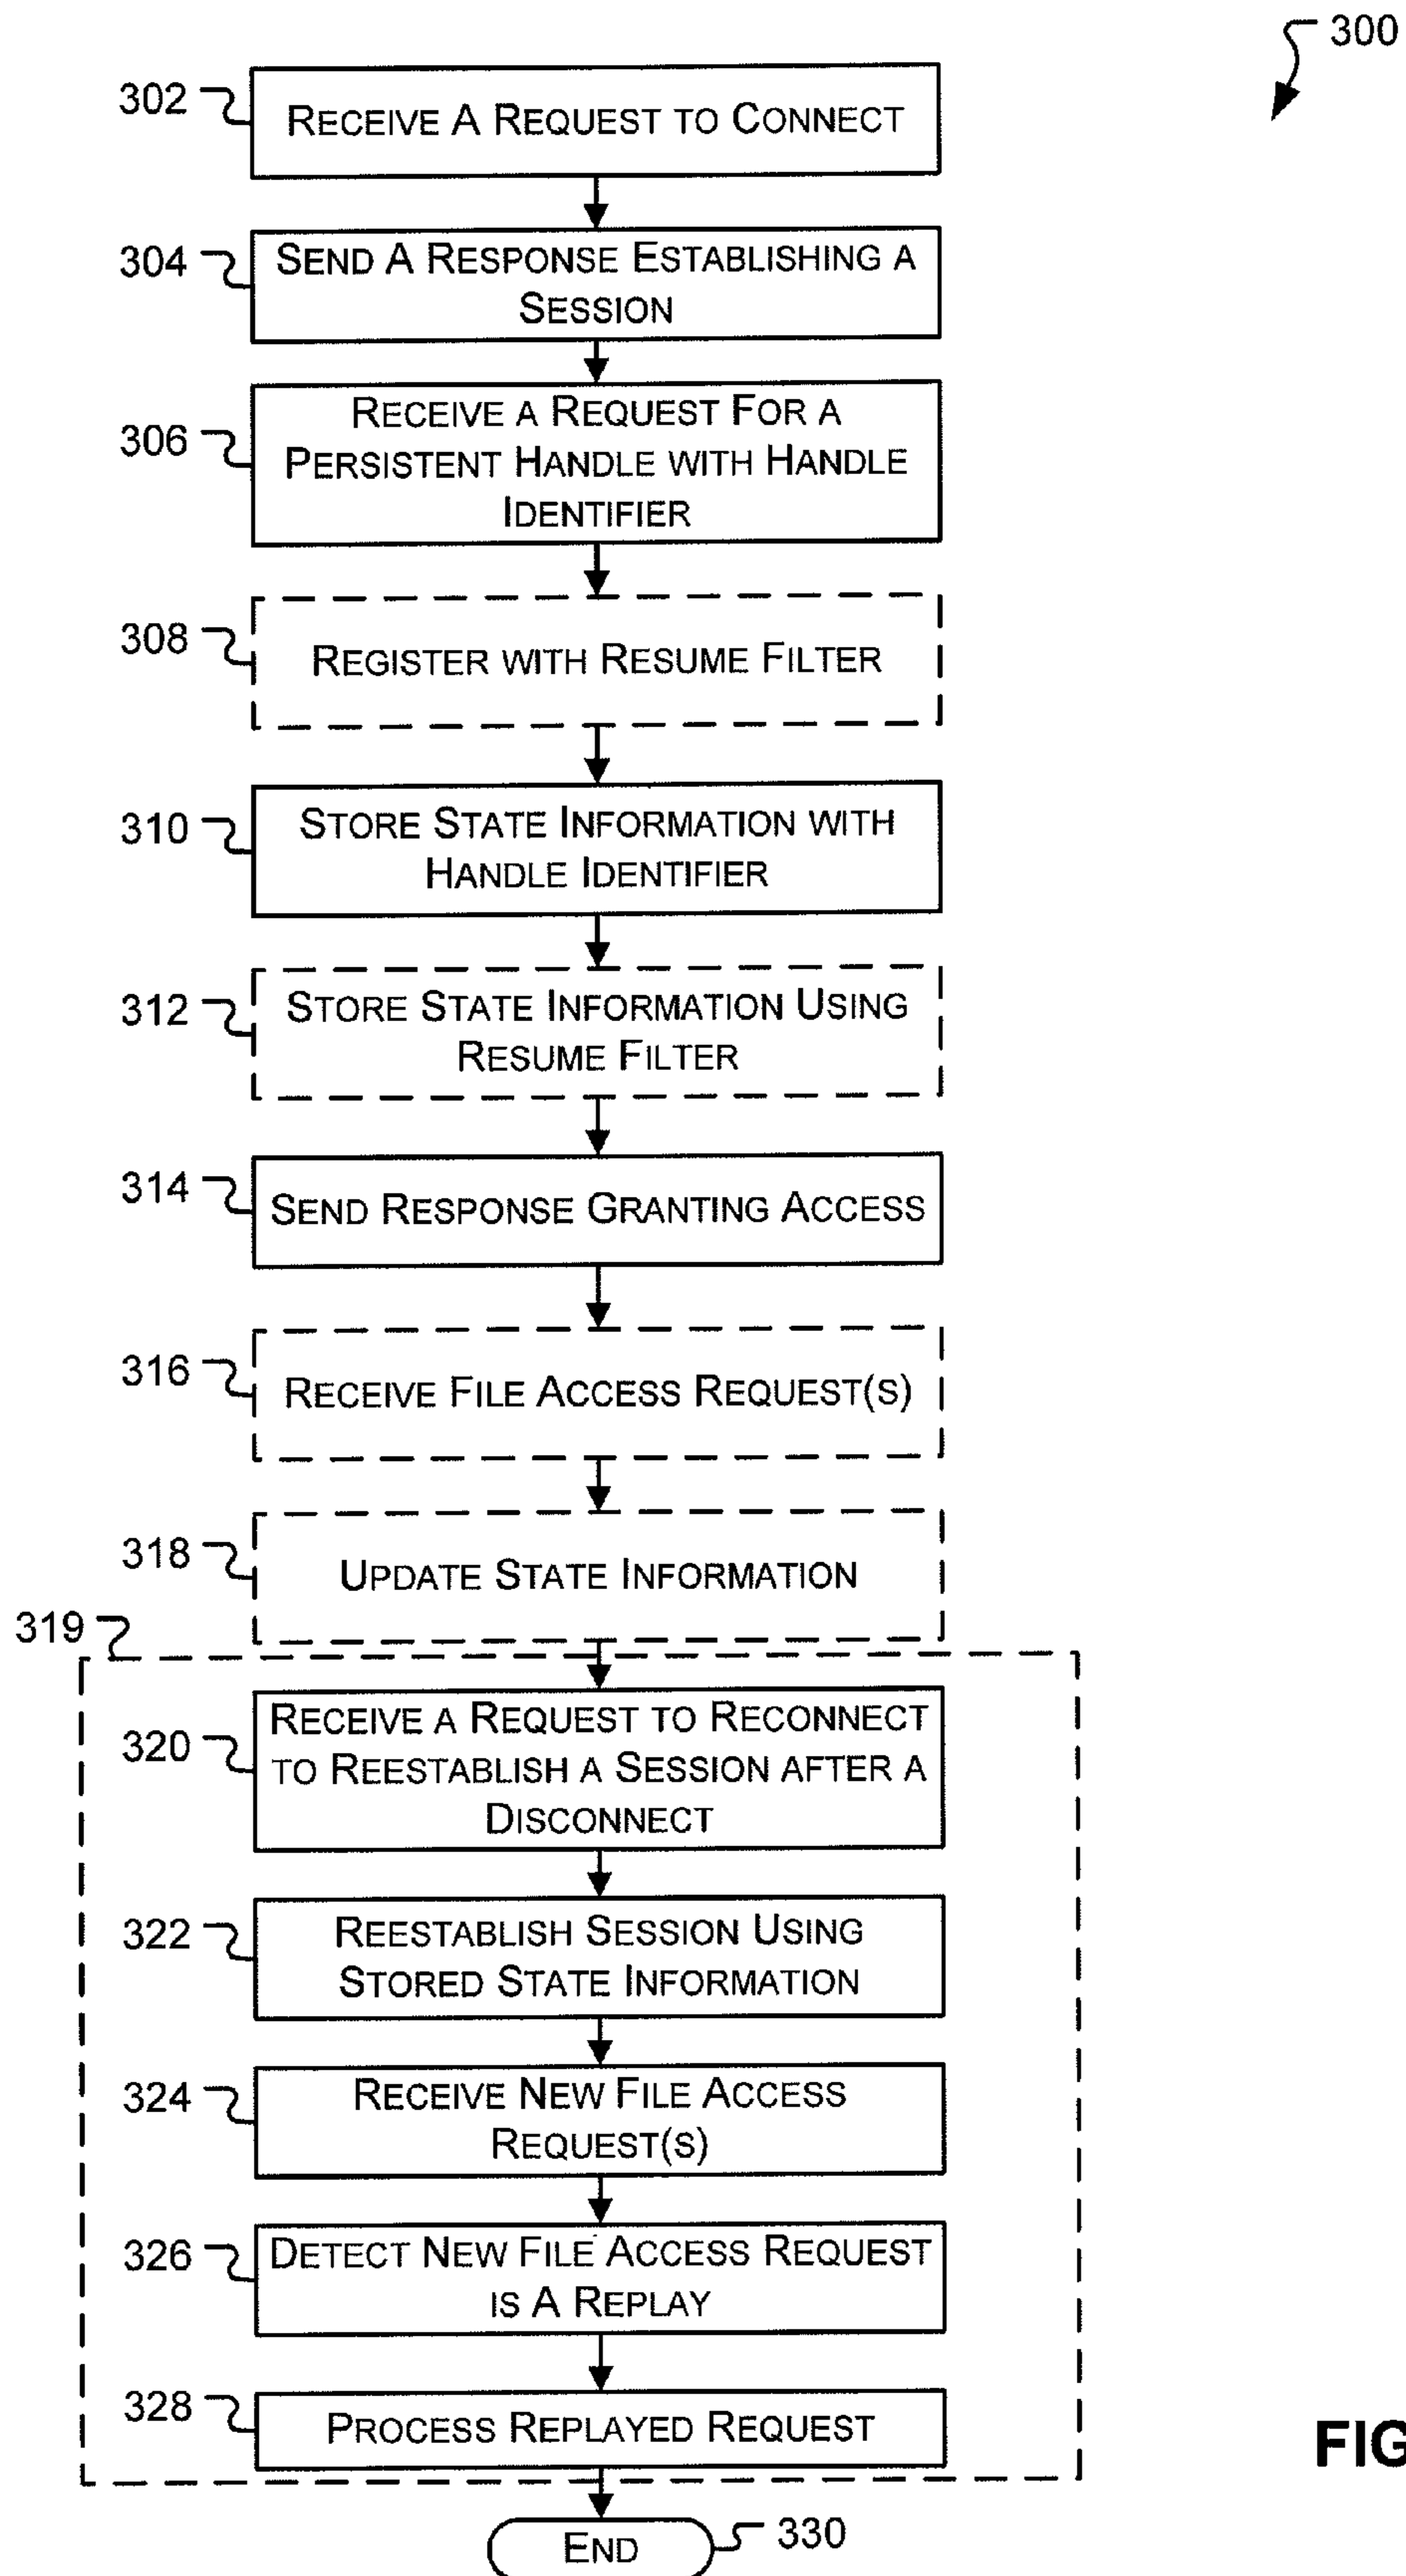 300
302
RECEIVE A REQUEST TO CONNECT
304
SEND A RESPONSE ESTABLISHING A
SESSION
306
RECEIVE A REQUEST FOR A
PERSISTENT HANDLE WITH HANDLE
IDENTIFIER
308
REGISTER WITH RESUME FILTER
310
STORE STATE INFORMATION WITH
HANDLE IDENTIFIER
312
STORE STATE INFORMATION USING
RESUME FILTER
314
SEND RESPONSE GRANTING ACCESS
316
RECEIVE FILE ACCESS REQUEST(S)
318
UPDATE STATE INFORMATION
319
320
RECEIVE A REQUEST TO RECONNECT
TO REESTABLISH A SESSION AFTER A
DISCONNECT
322
REESTABLISH SESSION USING
STORED STATE INFORMATION
324
RECEIVE NEW FILE ACCESS
REQUEST(S)
326
DETECT NEW FILE ACCESS REQUEST
IS A REPLAY
328
PROCESS REPLAYED REQUEST
FIG
END
330